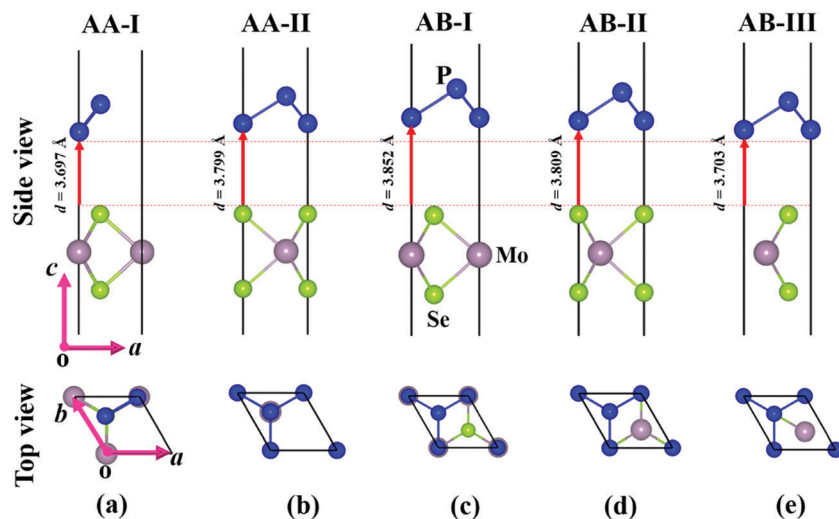 AA-I AA-II AB-I AB-II AB-III
Side view
P
d = 3.697 Å
d = 3.799 Å
d = 3.852 Å
d = 3.809 Å
d = 3.703 Å
Mo
Se
c
o
a
Top view
b
o
a
(a) (b) (c) (d) (e)